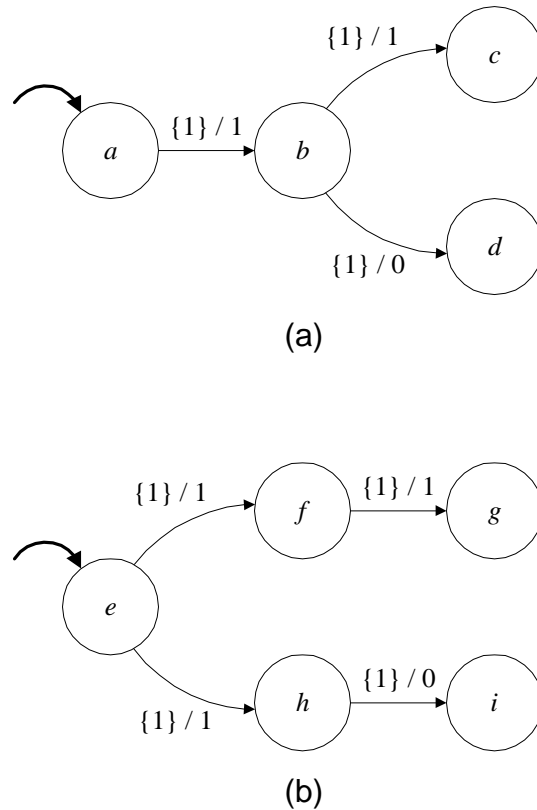 {1} / 1
c
{1} / 1
a
b
d
{1} / 0
(a)
{1} / 1
{1} / 1
f
g
e
{1} / 0
h
i
{1} / 1
(b)